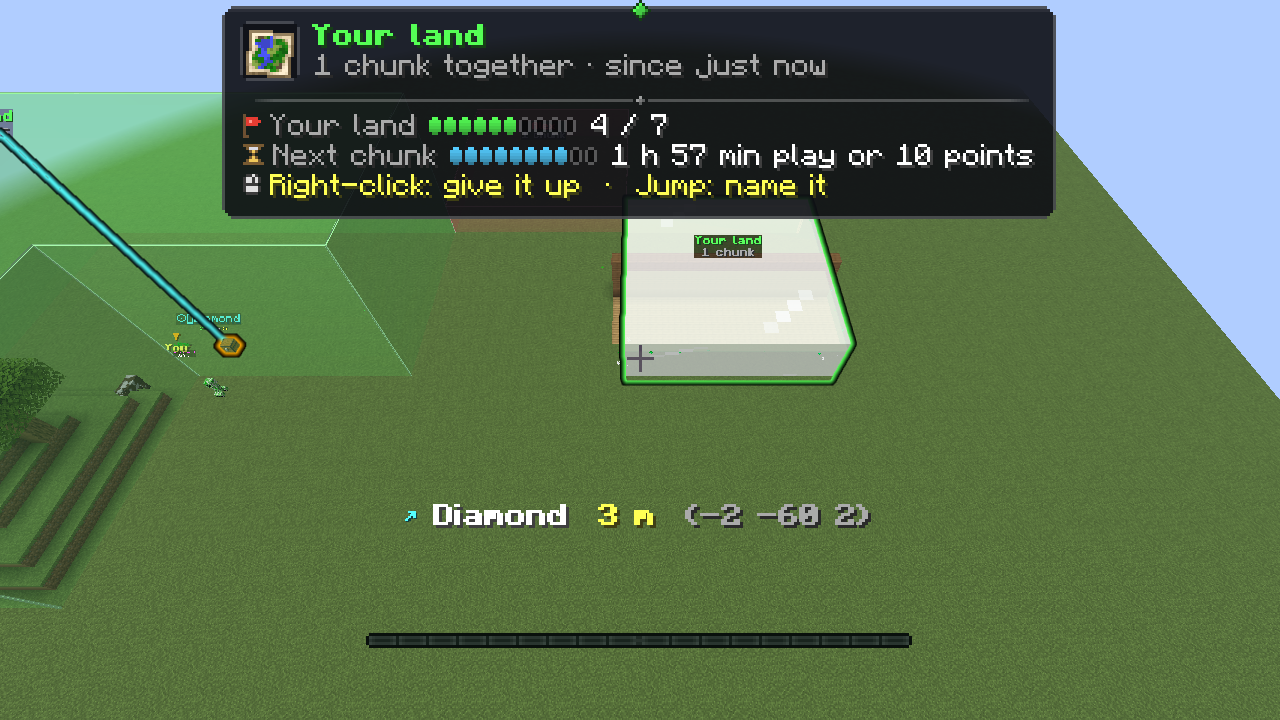 Your land
1 chunk together · since just now
Your land 4 / 7
Next chunk 1 h 57 min play or 10 points
Right-click: give it up · Jump: name it
Your land
1 chunk
You
Diamond 3 m (-2 -60 2)